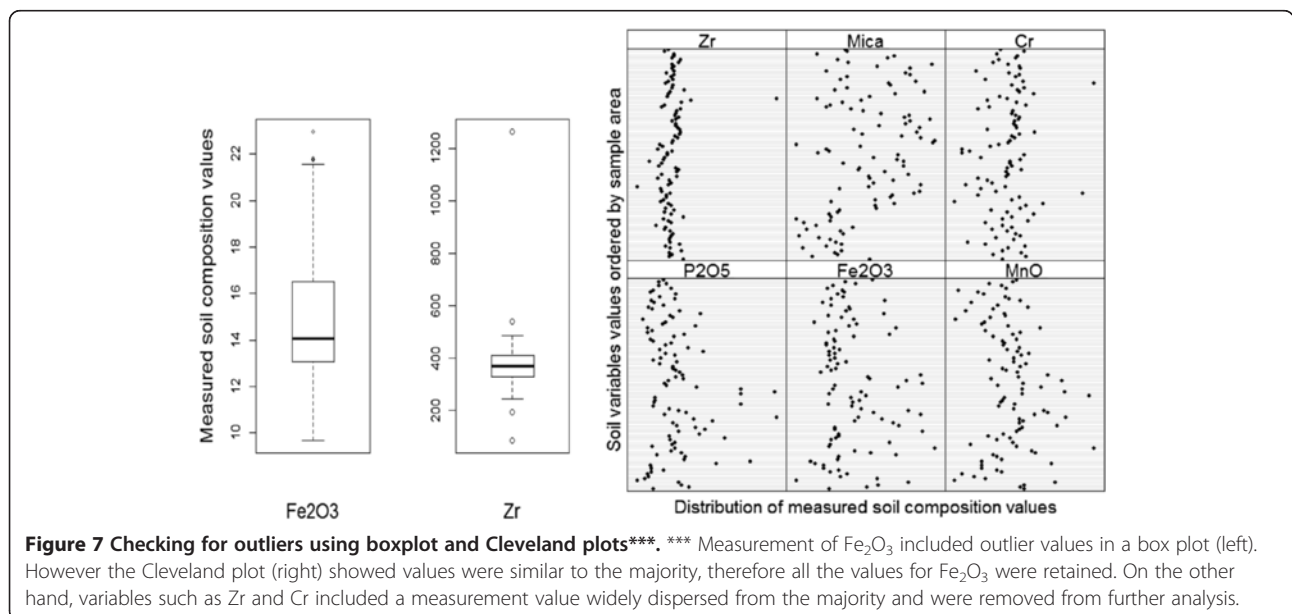 Measured soil composition values
22
20
18
16
14
12
10
Fe2O3
1200
1000
800
600
400
200
Zr
Soil variables values ordered by sample area
Zr Mica Cr
P2O5 Fe2O3 MnO
Distribution of measured soil composition values
Figure 7 Checking for outliers using boxplot and Cleveland plots***. *** Measurement of Fe₂O₃ included outlier values in a box plot (left).
However the Cleveland plot (right) showed values were similar to the majority, therefore all the values for Fe₂O₃ were retained. On the other
hand, variables such as Zr and Cr included a measurement value widely dispersed from the majority and were removed from further analysis.